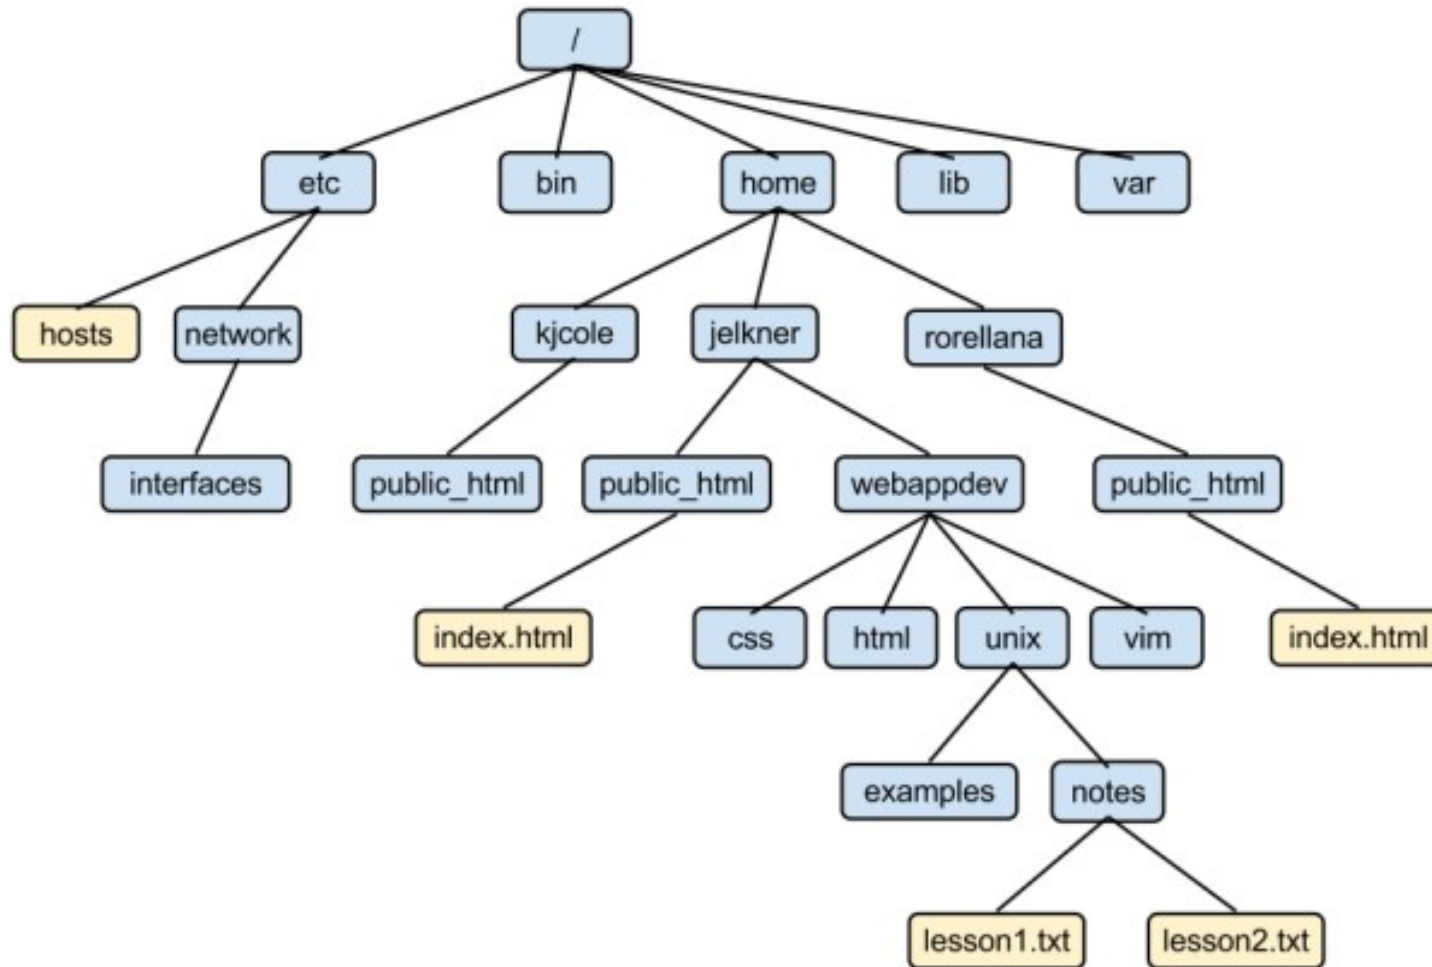 /
etc
bin
home
lib
var
hosts
network
kjcole
jelkner
rorellana
interfaces
public_html
public_html
webappdev
public_html
index.html
css
html
unix
vim
index.html
examples
notes
lesson1.txt
lesson2.txt